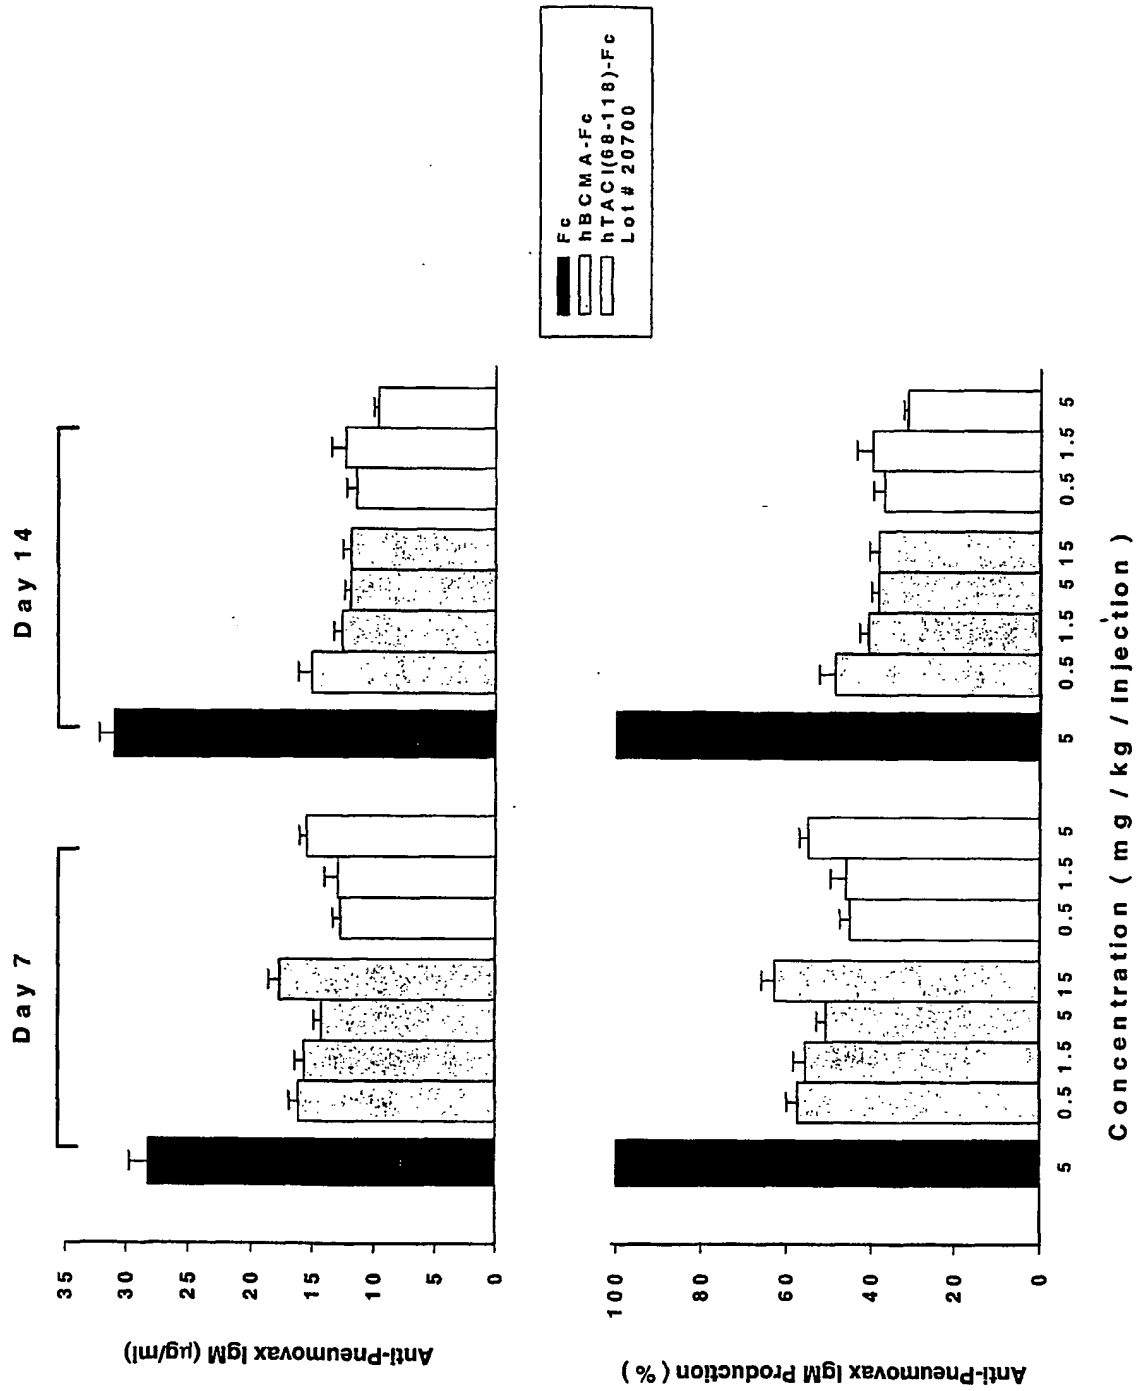 Day 7
Day 14
Anti-Pneumovax IgM (µg/ml)
35
30
25
20
15
10
5
0
Fc
hBCMA-Fc
hTACI(68-118)-Fc
Lot# 20700
Anti-Pneumovax IgM Production (%)
100
80
60
40
20
0
5 0.5 1.5 5 15 0.5 1.5 5 5 0.5 1.5 5 15 0.5 1.5 5
Concentration (mg/kg/Injection)